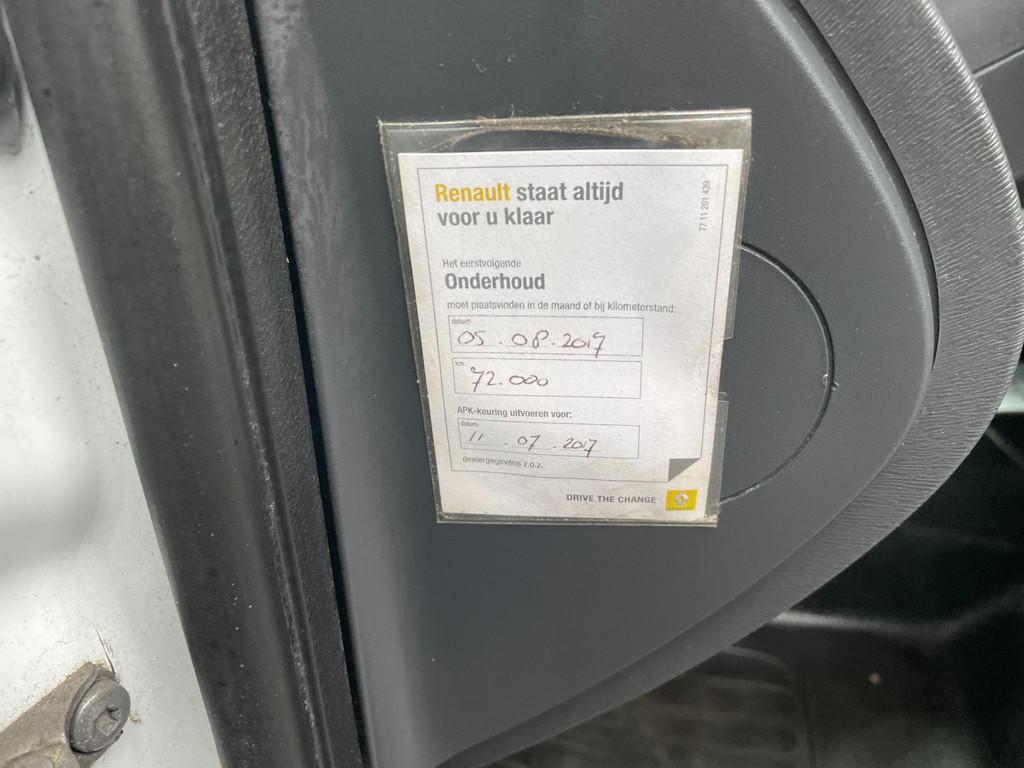 Renault staat altijd
voor u klaar
77 11 201 439
Het eerstvolgende
Onderhoud
moet plaatsvinden in de maand of bij kilometerstand:
datum
05.08.2017
km
72.000
APK-keuring uitvoeren voor:
datum
11.07.2017
dealergegevens z.o.z.
DRIVE THE CHANGE